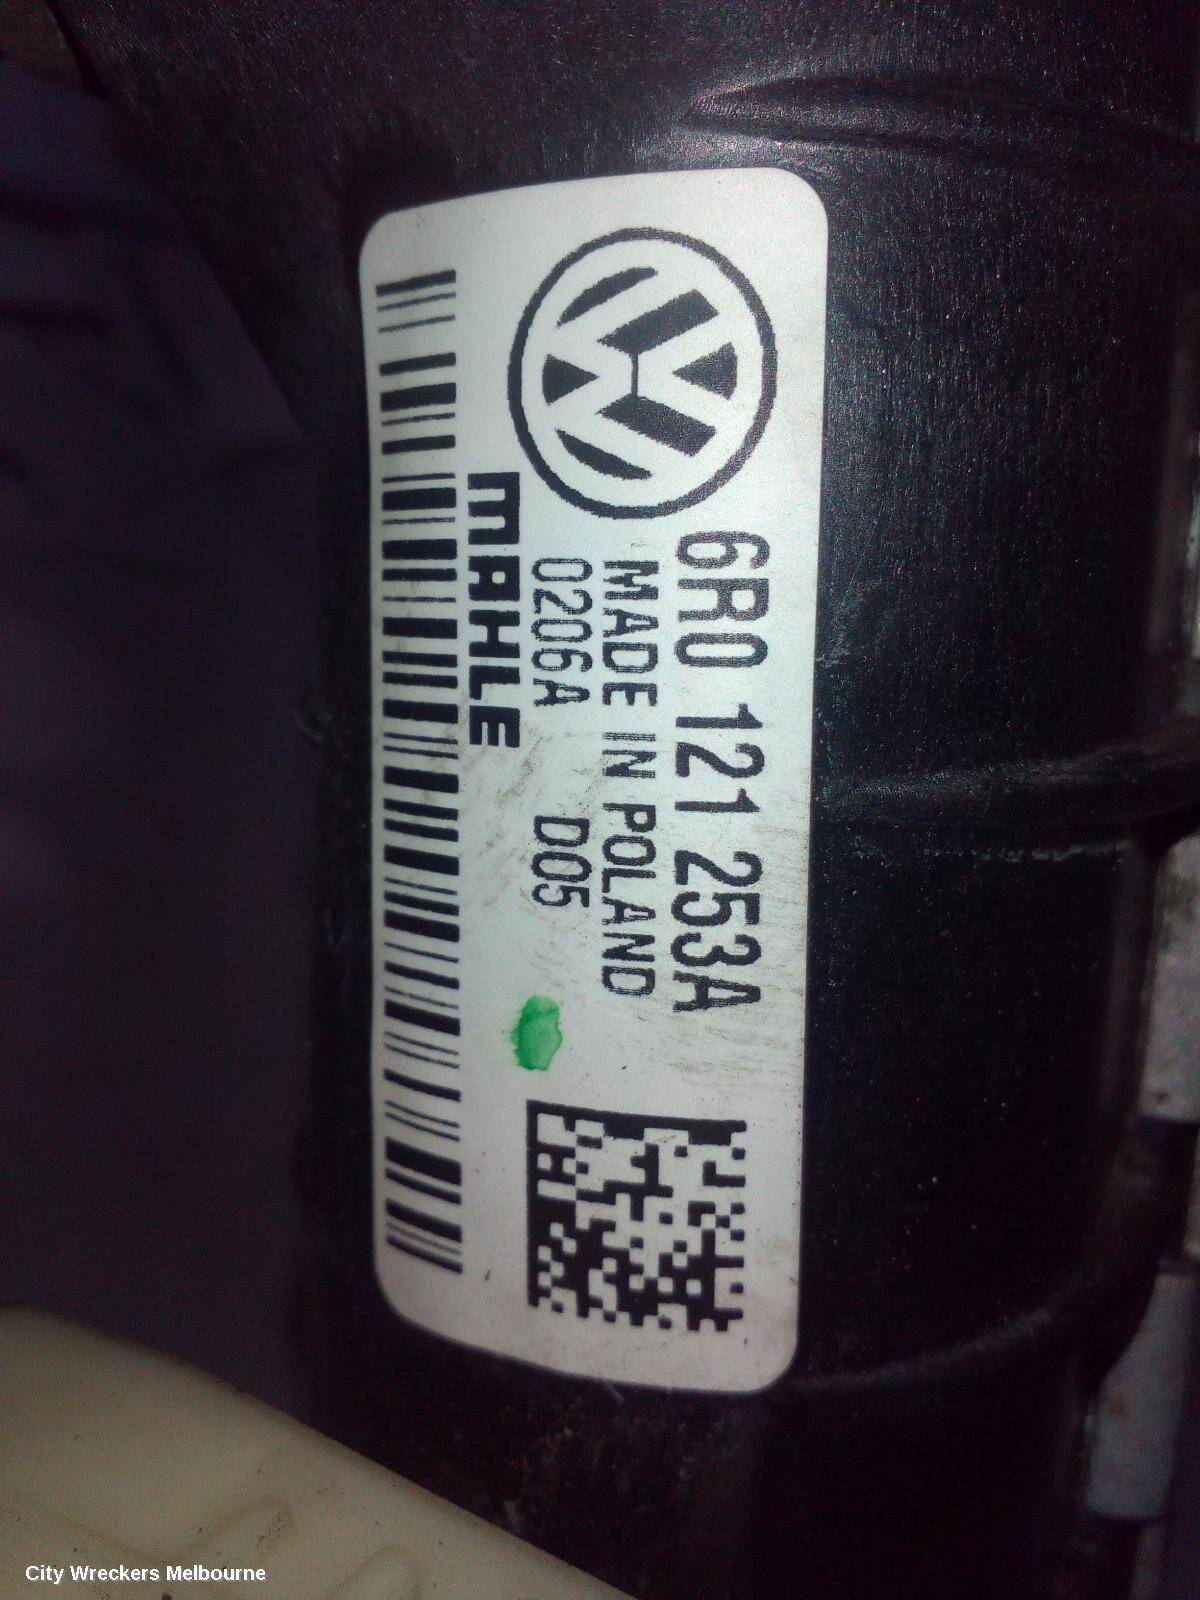 6R0 121 253A
MADE IN POLAND
0206A D05
MAHLE
City Wreckers Melbourne